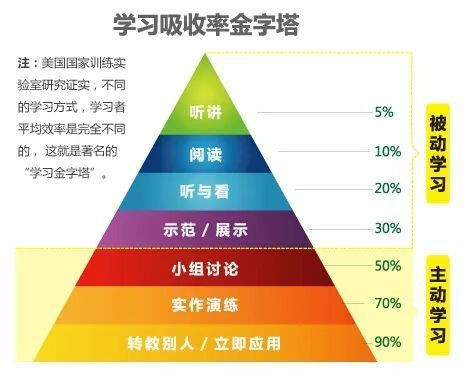 学习吸收率金字塔
注：美国国家训练实
验室研究证实，不同
的学习方式，学习者
平均效率是完全不同
的，这就是著名的
“学习金字塔”。
听讲 5%
阅读 10%
听与看 20%
示范 / 展示 30%
被动学习
小组讨论 50%
实作演练 70%
转教别人 / 立即应用 90%
主动学习